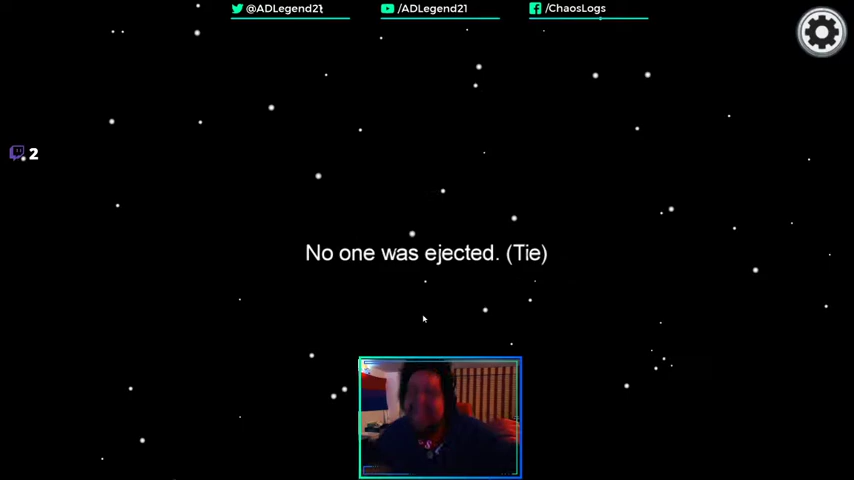 @ADLegend21
/ADLegend21
/ChaosLogs
2
No one was ejected. (Tie)